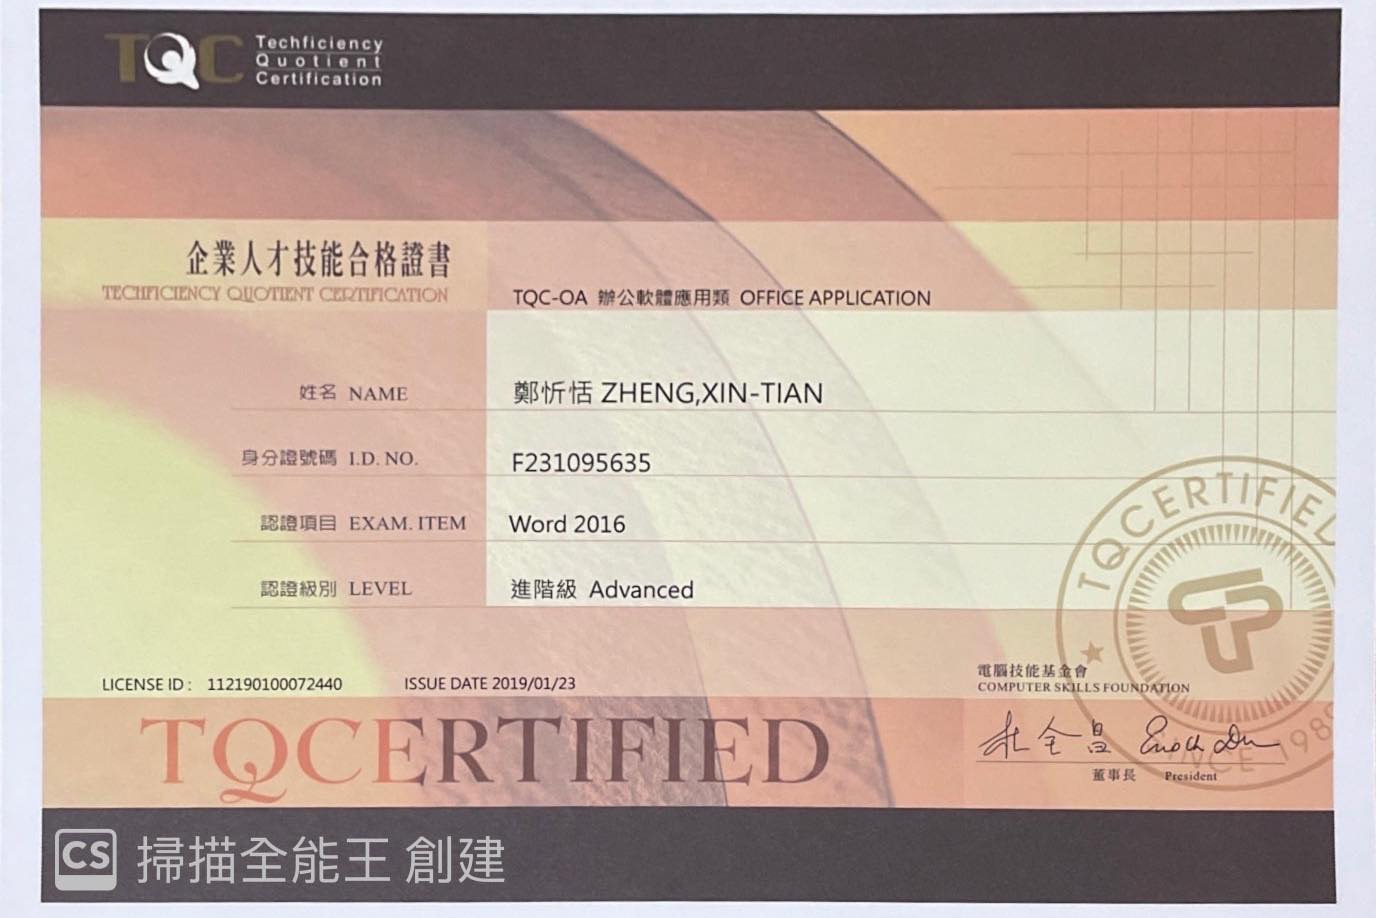 TQC Techficiency
Quotient
Certification
企業人才技能合格證書
TECHFICIENCY QUOTIENT CERTIFICATION
TQC-OA 辦公軟體應用類 OFFICE APPLICATION
姓名 NAME 鄭忻恬 ZHENG,XIN-TIAN
身分證號碼 I.D. NO. F231095635
認證項目 EXAM. ITEM Word 2016
認證級別 LEVEL 進階級 Advanced
TQCERTIFIED
SINCE 1989
LICENSE ID : 112190100072440 ISSUE DATE 2019/01/23
電腦技能基金會
COMPUTER SKILLS FOUNDATION
TQCERTIFIED
杜全昌 Enoch Du
董事長 President
CS 掃描全能王 創建